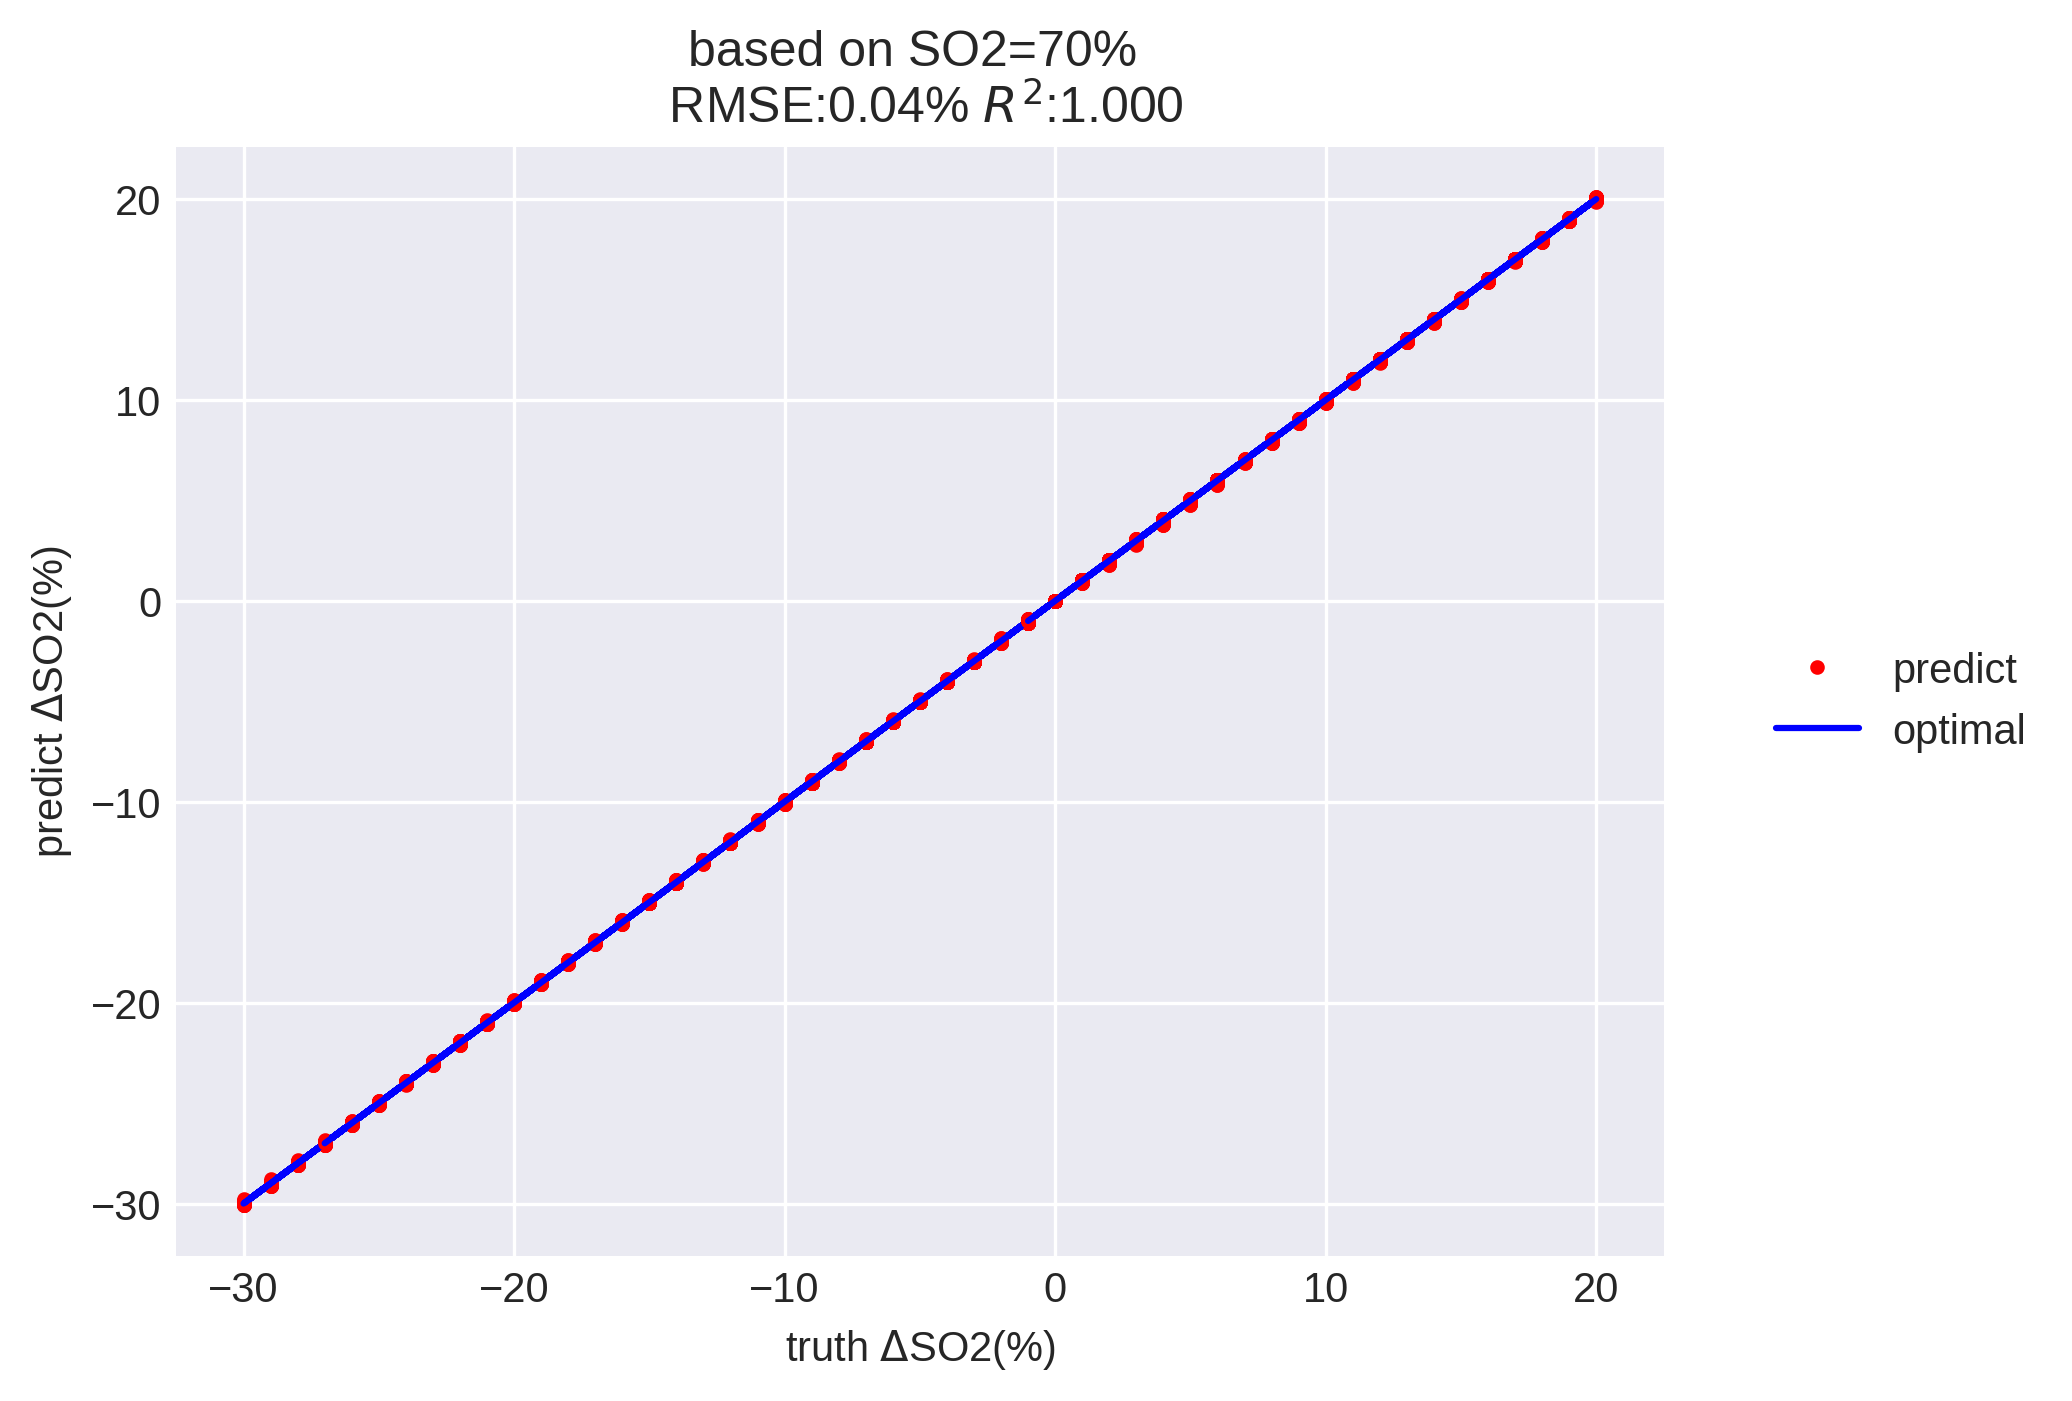 based on SO2=70%
RMSE:0.04% R²:1.000
predict ΔSO2(%)
20
10
0
−10
−20
−30
−30
−20
−10
0
10
20
truth ΔSO2(%)
predict
optimal